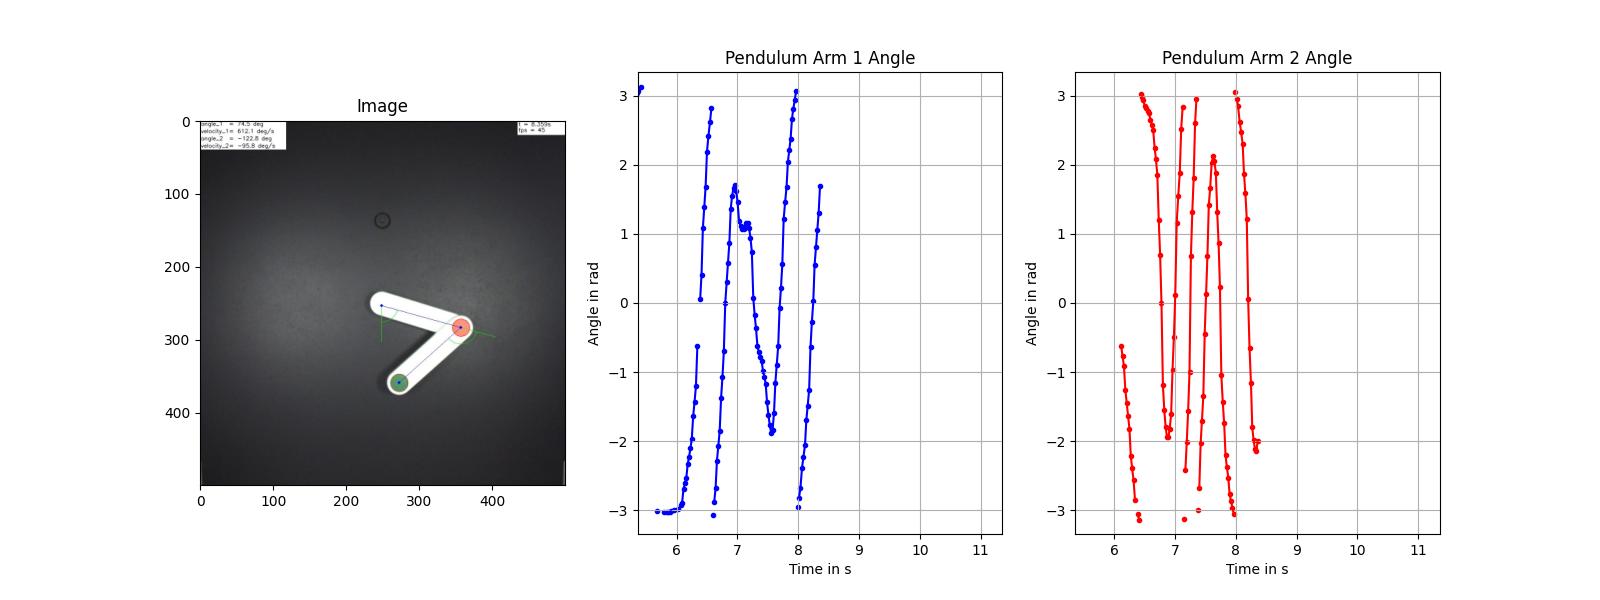 Image
angle_1 = 74.5 deg
velocity_1= 612.1 deg/s
angle_2 = -122.8 deg
velocity_2= -95.8 deg/s
t = 8.359s
fps = 45
0
100
200
300
400
0 100 200 300 400
Pendulum Arm 1 Angle
Angle in rad
3
2
1
0
−1
−2
−3
6 7 8 9 10 11
Time in s
Pendulum Arm 2 Angle
Angle in rad
3
2
1
0
−1
−2
−3
6 7 8 9 10 11
Time in s